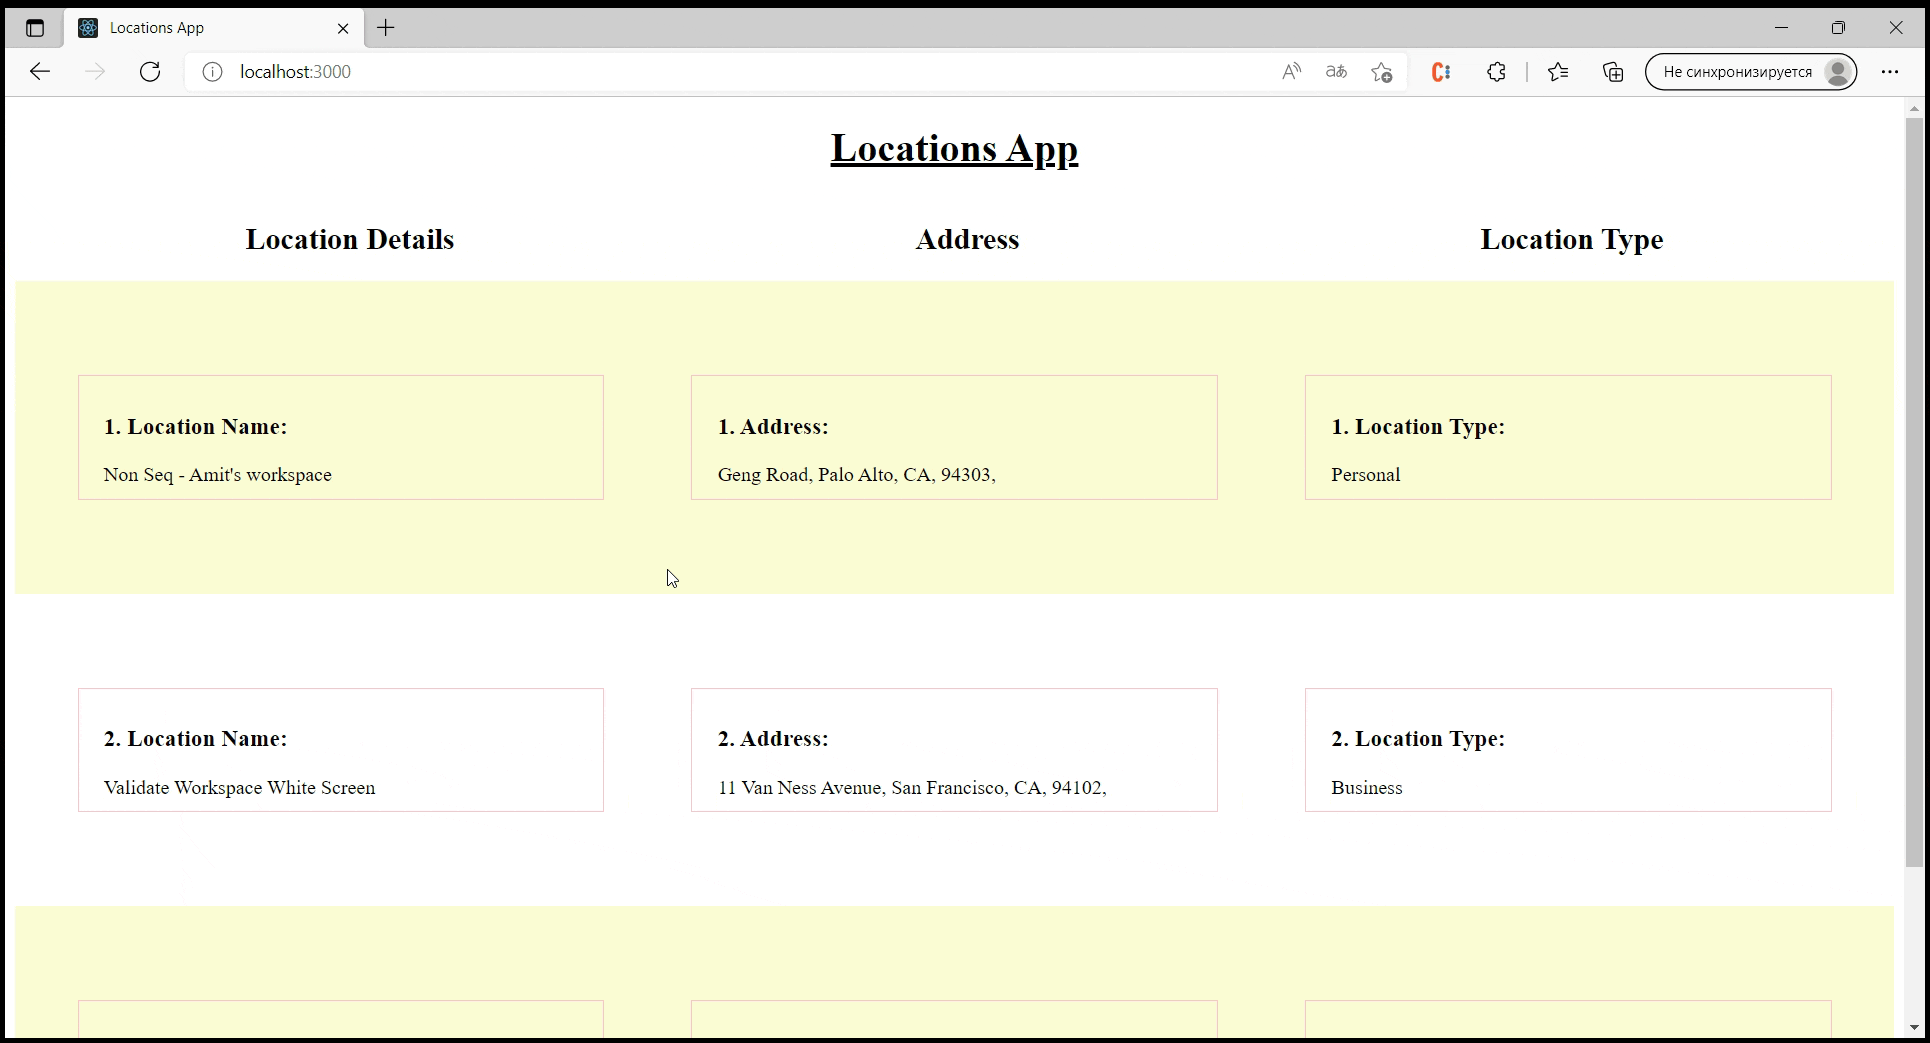 Locations App
localhost:3000
Не синхронизируется
Locations App
Location Details
Address
Location Type
1. Location Name:
Non Seq - Amit's workspace
1. Address:
Geng Road, Palo Alto, CA, 94303,
1. Location Type:
Personal
2. Location Name:
Validate Workspace White Screen
2. Address:
11 Van Ness Avenue, San Francisco, CA, 94102,
2. Location Type:
Business